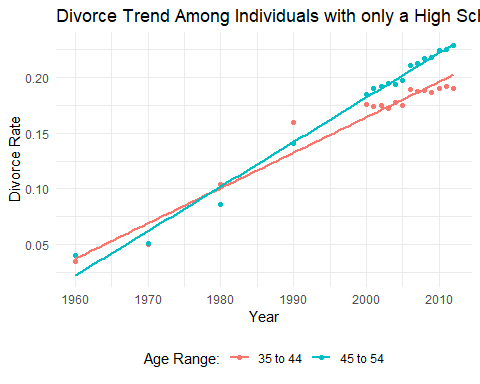 Divorce Trend Among Individuals with only a High
Divorce Rate
0.20
0.15
0.10
0.05
1960 1970 1980 1990 2000 2010
Year
Age Range: 35 to 44 45 to 54